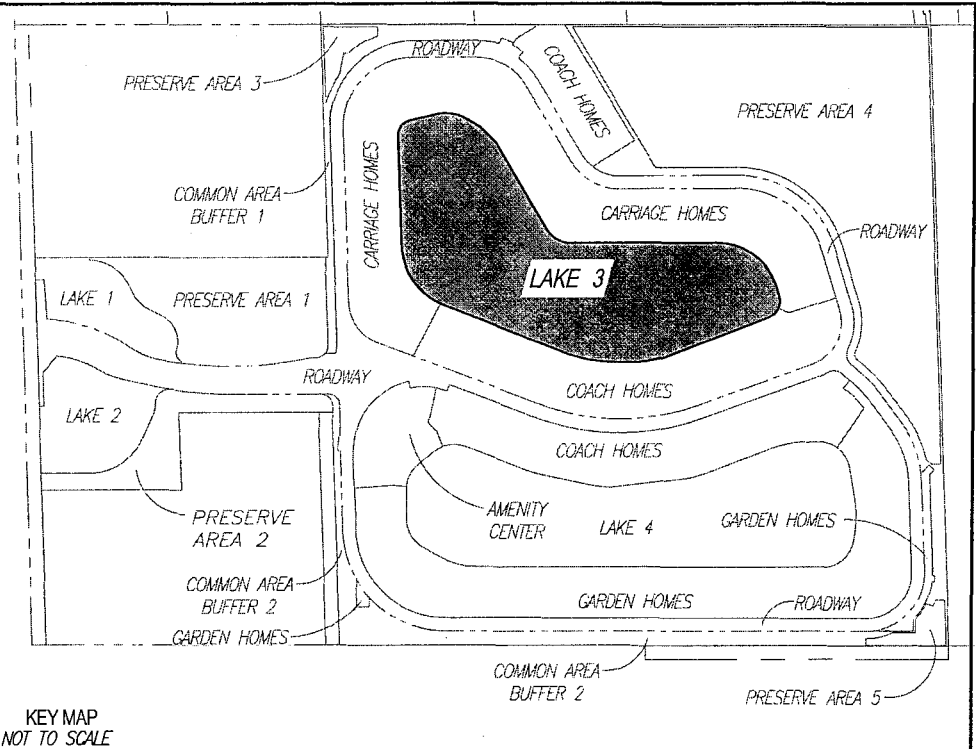 ROADWAY
PRESERVE AREA 3
COACH HOMES
PRESERVE AREA 4
CARRIAGE HOMES
COMMON AREA
BUFFER 1
CARRIAGE HOMES
ROADWAY
LAKE 3
LAKE 1
PRESERVE AREA 1
ROADWAY
COACH HOMES
LAKE 2
COACH HOMES
PRESERVE
AREA 2
AMENITY
CENTER
LAKE 4
GARDEN HOMES
COMMON AREA
BUFFER 2
GARDEN HOMES
ROADWAY
GARDEN HOMES
COMMON AREA
BUFFER 2
PRESERVE AREA 5
KEY MAP
NOT TO SCALE